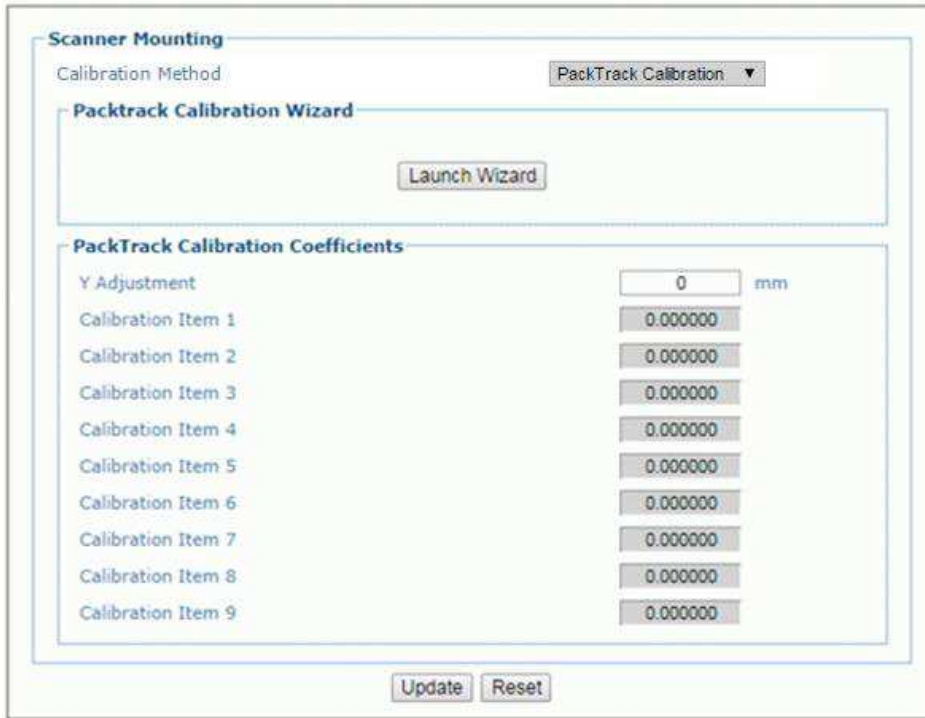 Scanner Mounting
Calibration Method PackTrack Calibration ▼
Packtrack Calibration Wizard
Launch Wizard
PackTrack Calibration Coefficients
Y Adjustment 0 mm
Calibration Item 1 0.000000
Calibration Item 2 0.000000
Calibration Item 3 0.000000
Calibration Item 4 0.000000
Calibration Item 5 0.000000
Calibration Item 6 0.000000
Calibration Item 7 0.000000
Calibration Item 8 0.000000
Calibration Item 9 0.000000
Update Reset